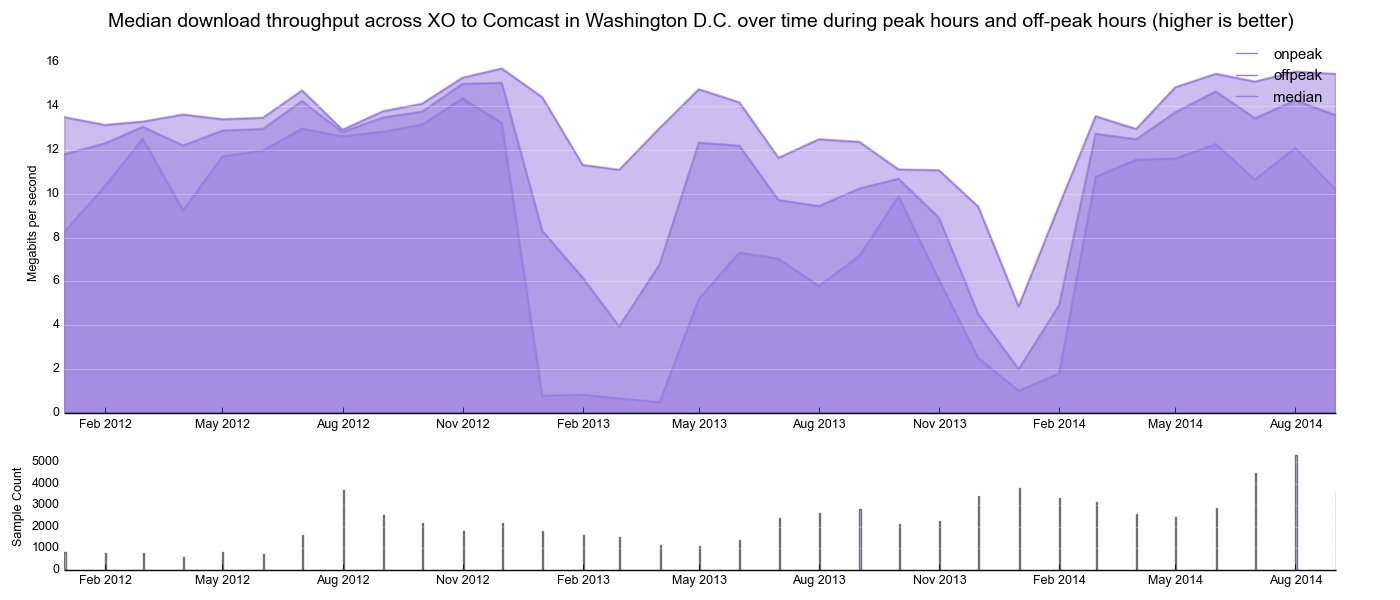 Median download throughput across XO to Comcast in Washington D.C. over time during peak hours and off-peak hours (higher is better)
onpeak
offpeak
median
Megabits per second
16
14
12
10
8
6
4
2
0
Feb 2012 May 2012 Aug 2012 Nov 2012 Feb 2013 May 2013 Aug 2013 Nov 2013 Feb 2014 May 2014 Aug 2014
Sample Count
5000
4000
3000
2000
1000
0
Feb 2012 May 2012 Aug 2012 Nov 2012 Feb 2013 May 2013 Aug 2013 Nov 2013 Feb 2014 May 2014 Aug 2014